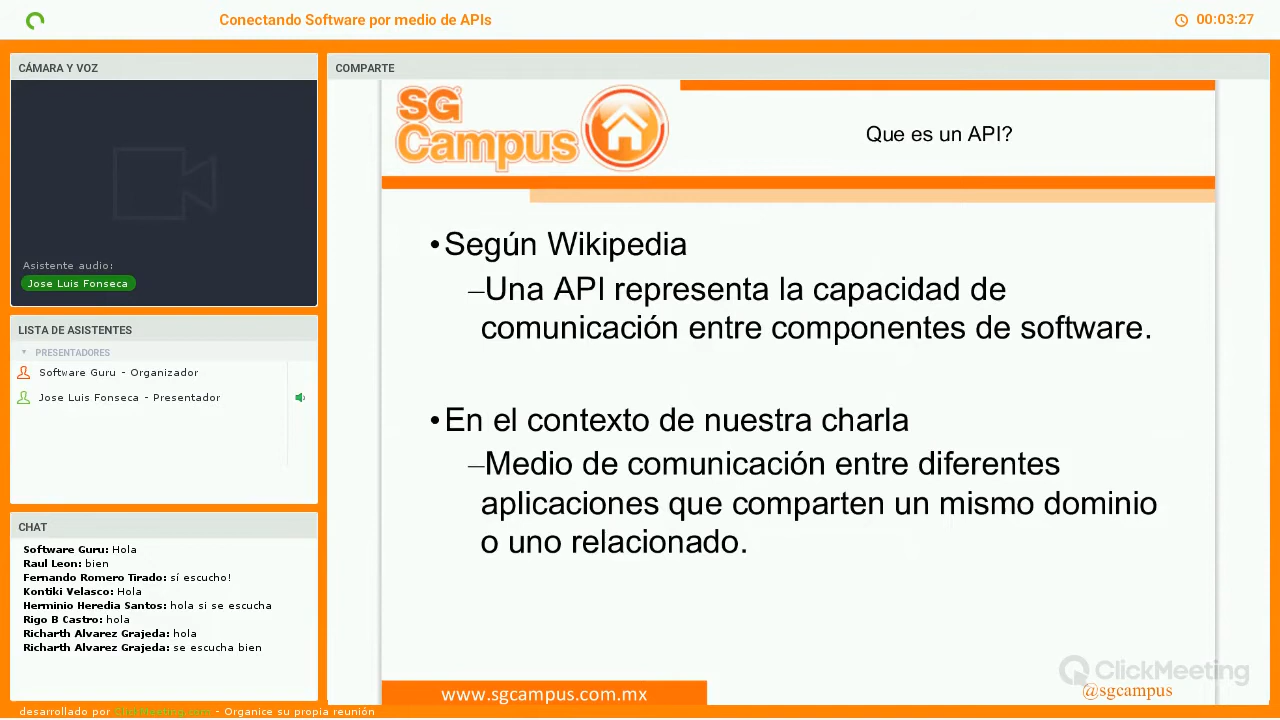 Conectando Software por medio de APIs
00:03:27
CÁMARA Y VOZ
Asistente audio:
Jose Luis Fonseca
LISTA DE ASISTENTES
PRESENTADORES
Software Guru - Organizador
Jose Luis Fonseca - Presentador
CHAT
Software Guru: Hola
Raul Leon: bien
Fernando Romero Tirado: sí escucho!
Kontiki Velasco: Hola
Herminio Heredia Santos: hola si se escucha
Rigo B Castro: hola
Richarth Alvarez Grajeda: hola
Richarth Alvarez Grajeda: se escucha bien
desarrollado por ClickMeeting.com - Organice su propia reunión
COMPARTE
SG
Campus
Que es un API?
•Según Wikipedia
–Una API representa la capacidad de
comunicación entre componentes de software.
•En el contexto de nuestra charla
–Medio de comunicación entre diferentes
aplicaciones que comparten un mismo dominio
o uno relacionado.
ClickMeeting
@sgcampus
www.sgcampus.com.mx